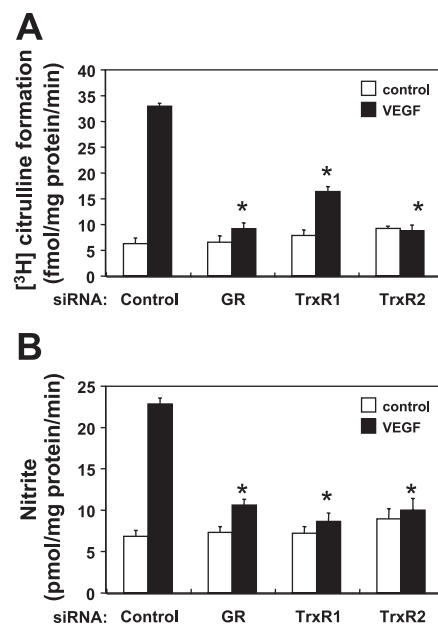 A
[³H] citrulline formation
(fmol/mg protein/min)
40
35
30
25
20
15
10
5
0
control
VEGF
*
*
*
siRNA: Control GR TrxR1 TrxR2
B
Nitrite
(pmol/mg protein/min)
25
20
15
10
5
0
control
VEGF
*
*
*
siRNA: Control GR TrxR1 TrxR2